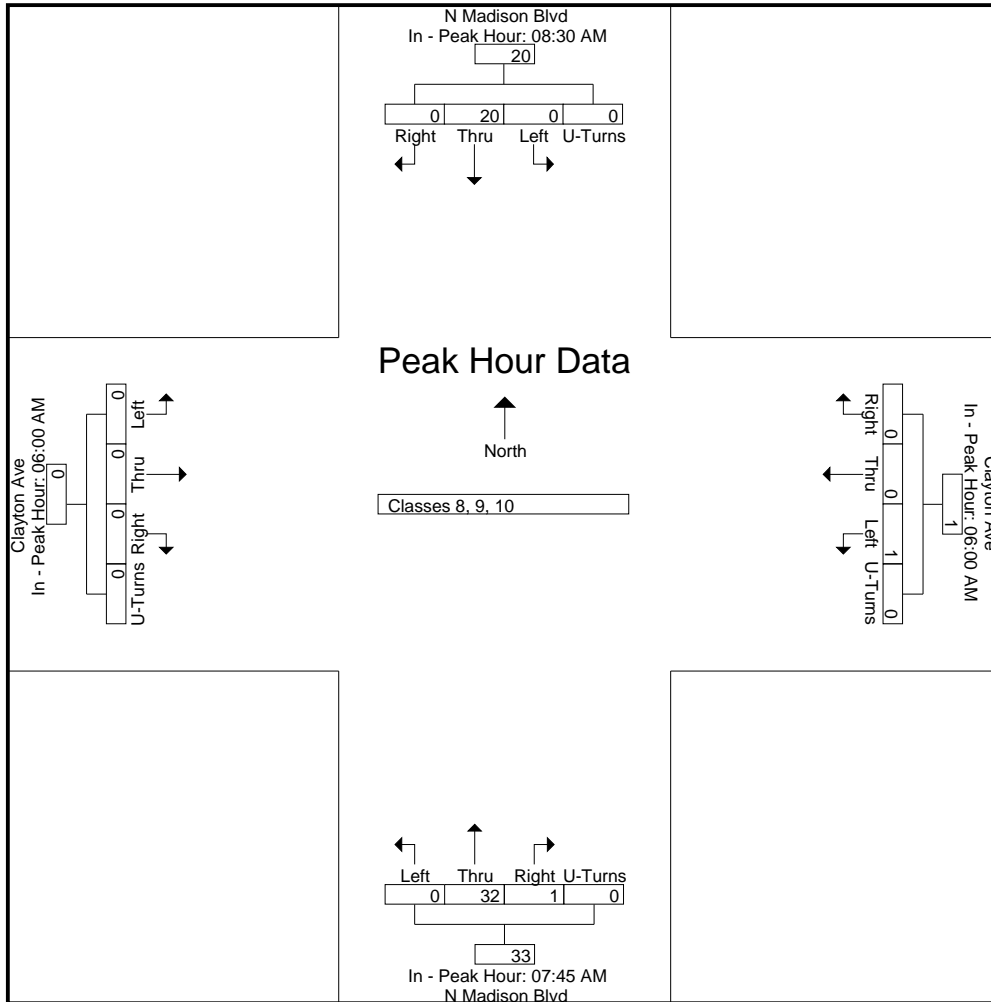 N Madison Blvd
In - Peak Hour: 08:30 AM
20
0 20 0 0
Right Thru Left U-Turns
Peak Hour Data
North
Classes 8, 9, 10
Clayton Ave
In - Peak Hour: 06:00 AM
0
0 0 0 0
Left Thru Right U-Turns
Clayton Ave
In - Peak Hour: 06:00 AM
1
0 0 1 0
Right Thru Left U-Turns
Left Thru Right U-Turns
0 32 1 0
33
In - Peak Hour: 07:45 AM
N Madison Blvd